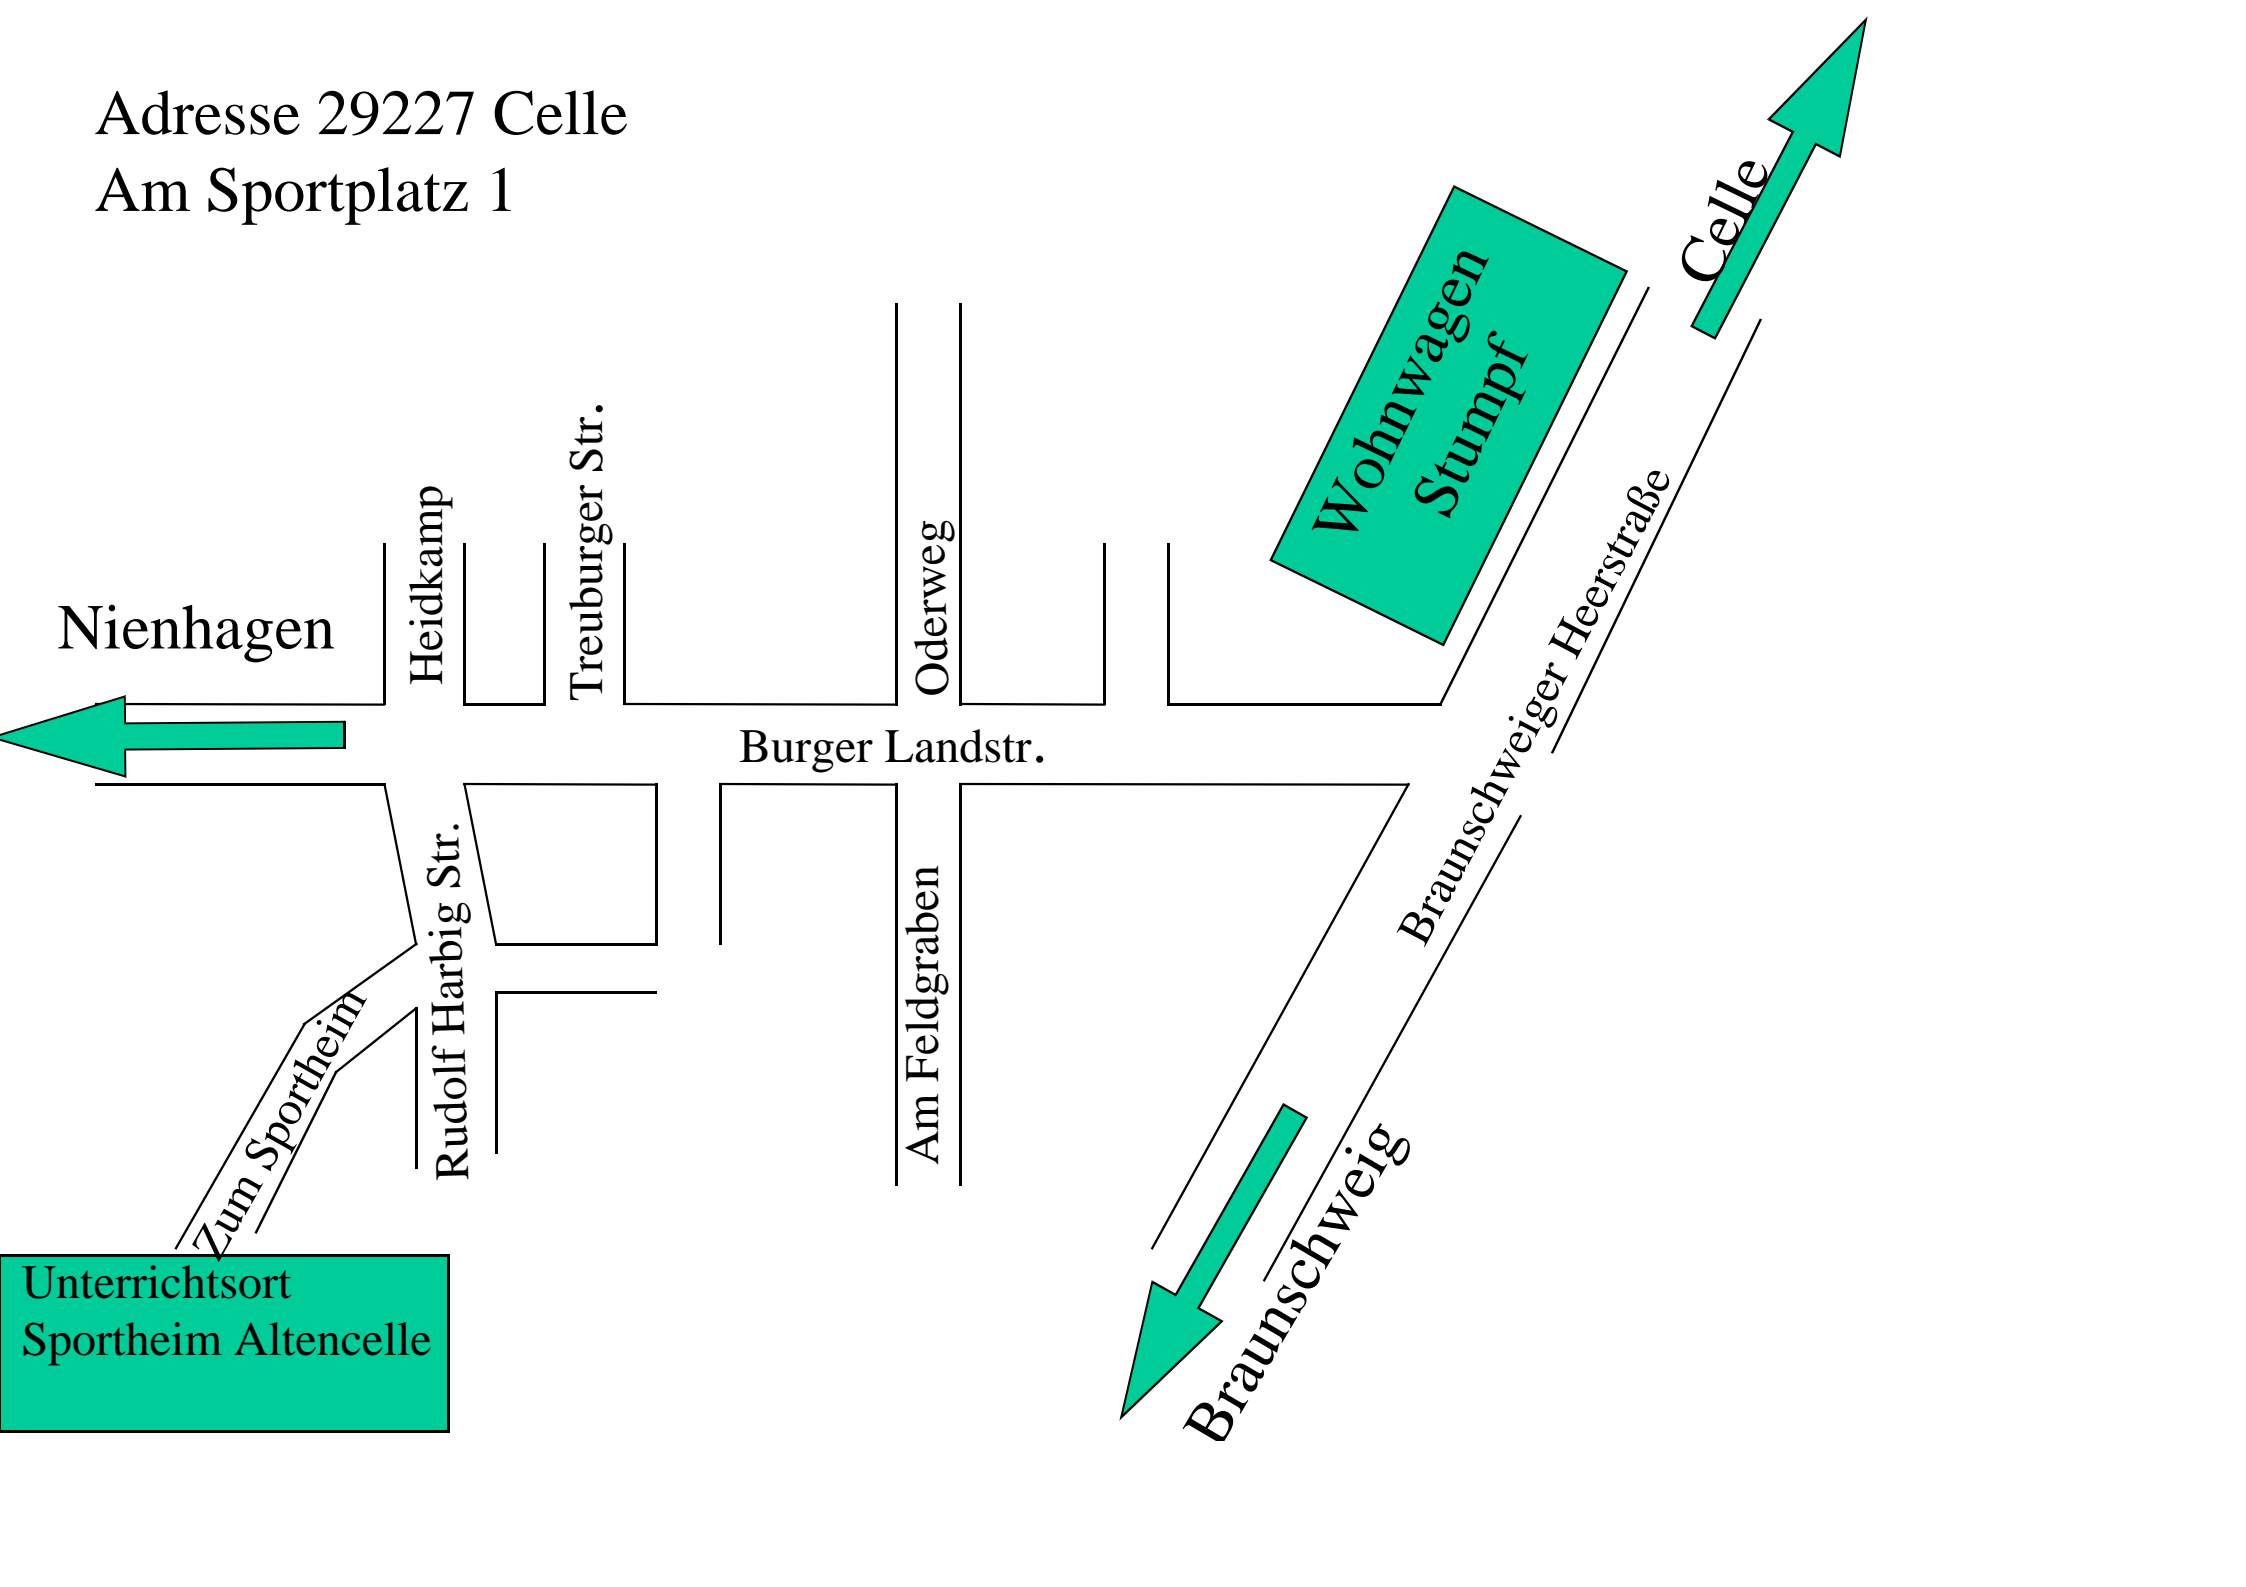 Adresse 29227 Celle
Am Sportplatz 1
Celle
Wohnwagen
Stumpf
Nienhagen
Heidkamp
Treuburger Str.
Oderweg
Braunschweiger Heerstraße
Burger Landstr.
Rudolf Harbig Str.
Am Feldgraben
Zum Sportheim
Braunschweig
Unterrichtsort
Sportheim Altencelle